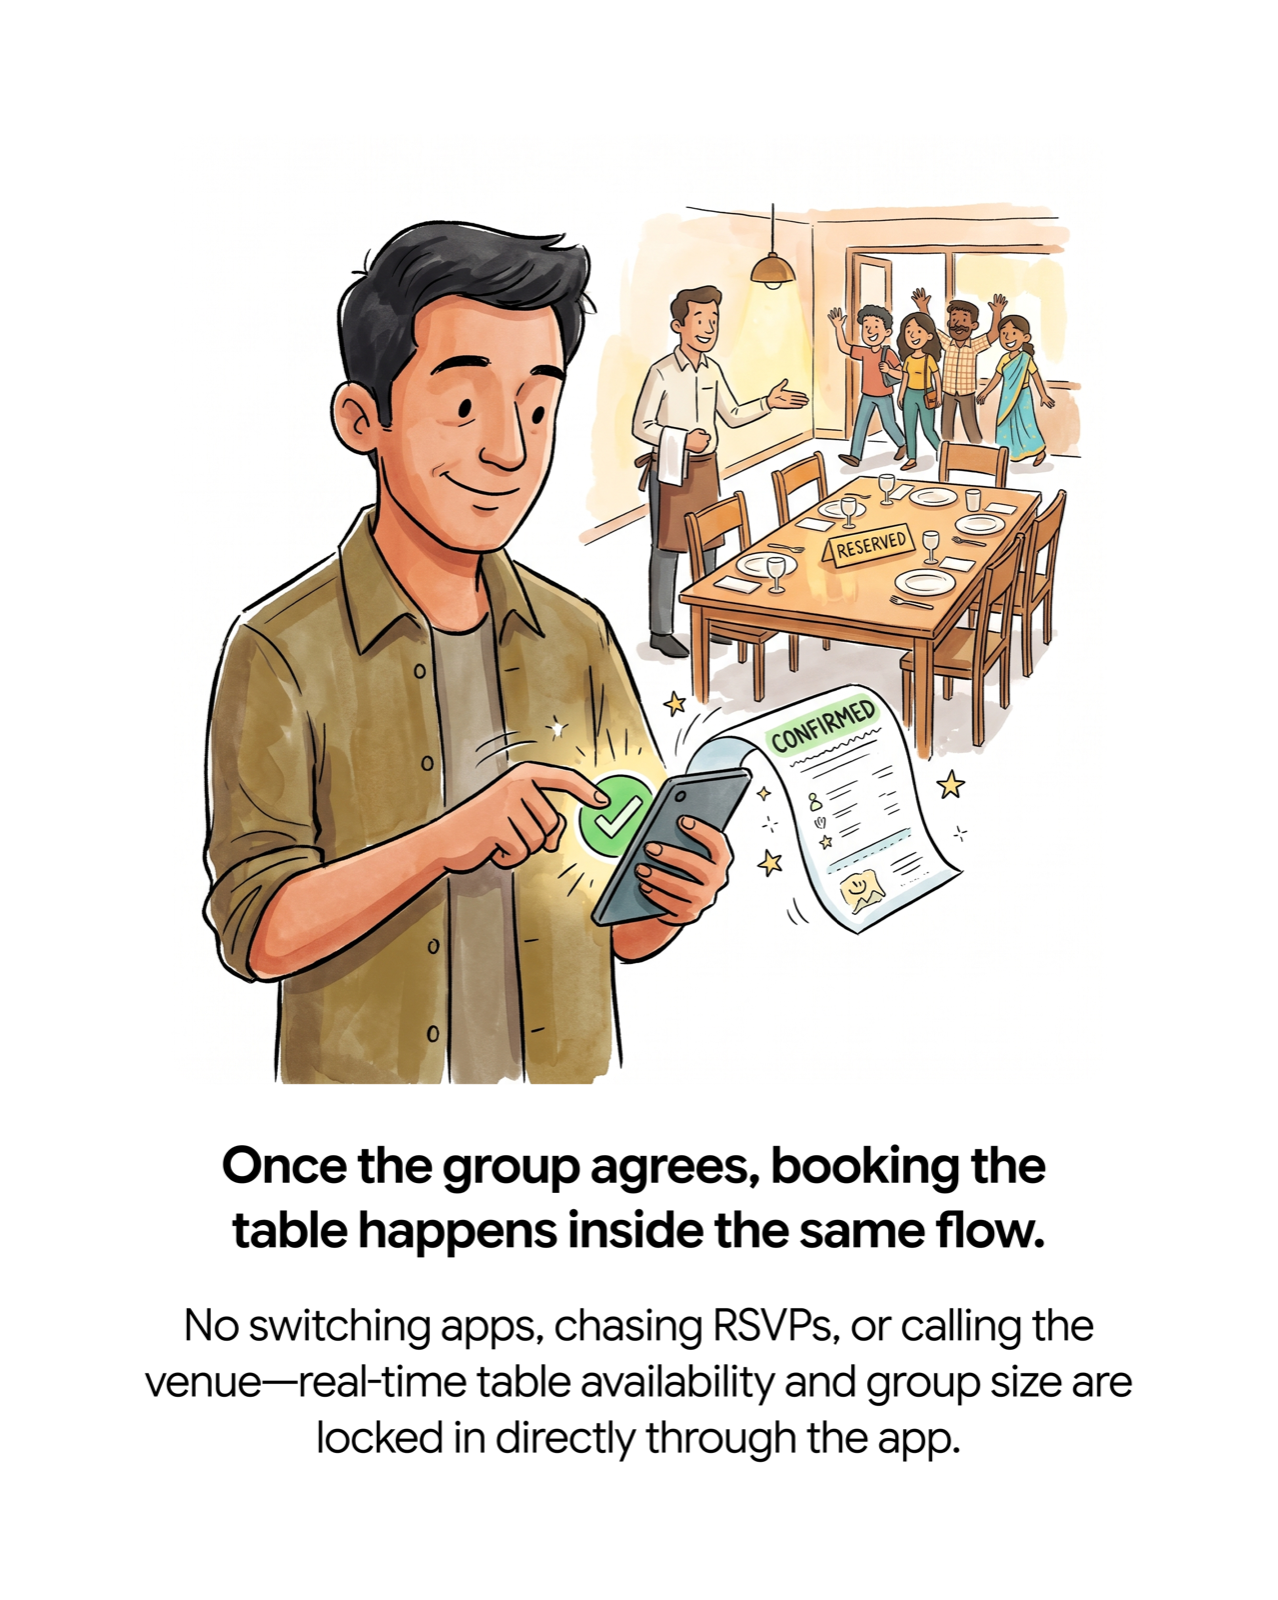 RESERVED
CONFIRMED
Once the group agrees, booking the
table happens inside the same flow.
No switching apps, chasing RSVPs, or calling the
venue—real-time table availability and group size are
locked in directly through the app.